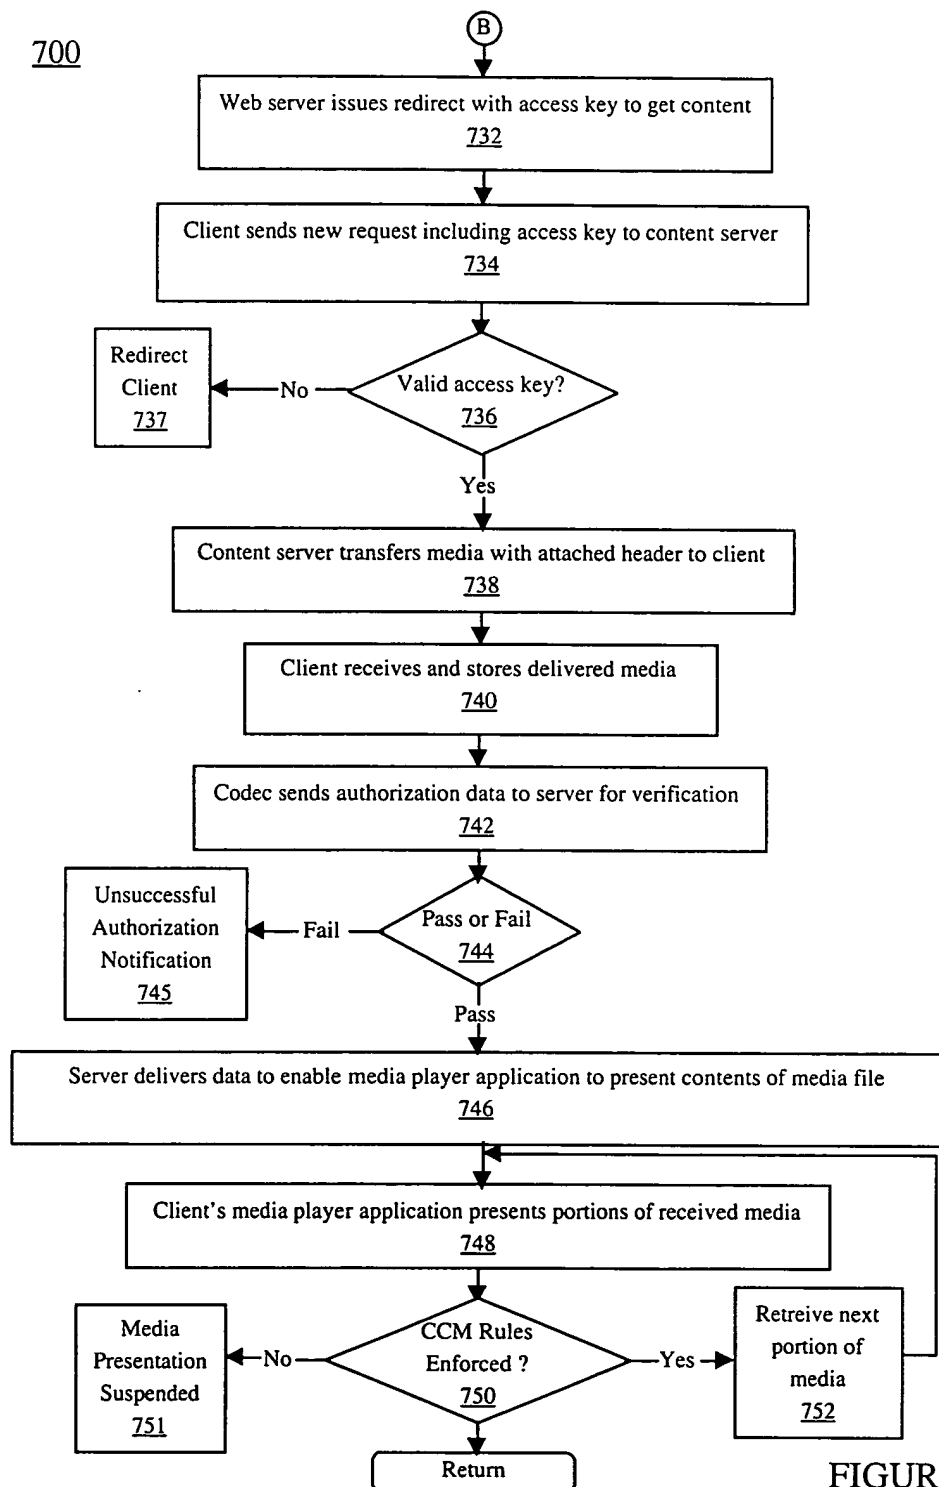 B
700
Web server issues redirect with access key to get content
732
Client sends new request including access key to content server
734
Redirect
Client
737
No
Valid access key?
736
Yes
Content server transfers media with attached header to client
738
Client receives and stores delivered media
740
Codec sends authorization data to server for verification
742
Unsuccessful
Authorization
Notification
745
Fail
Pass or Fail
744
Pass
Server delivers data to enable media player application to present contents of media file
746
Client's media player application presents portions of received media
748
Media
Presentation
Suspended
751
No
CCM Rules
Enforced ?
750
Yes
Retreive next
portion of
media
752
Return
FIGUR